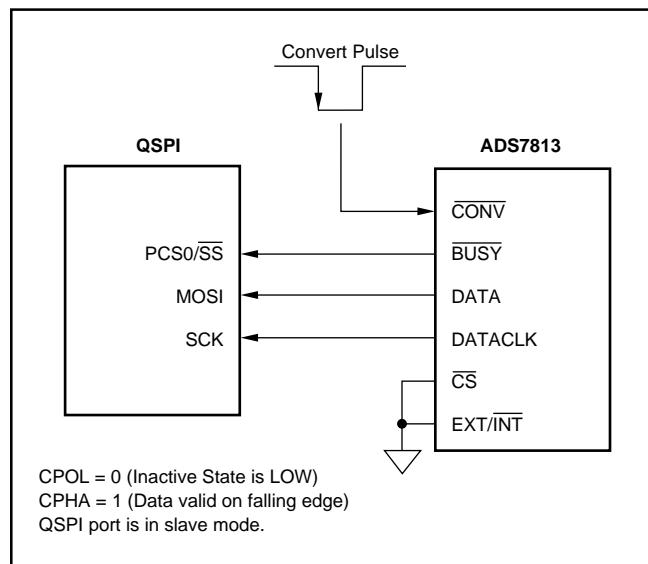 Convert Pulse
QSPI
ADS7813
CONV
PCS0/SS
BUSY
MOSI
DATA
SCK
DATACLK
CS
EXT/INT
CPOL = 0 (Inactive State is LOW)
CPHA = 1 (Data valid on falling edge)
QSPI port is in slave mode.